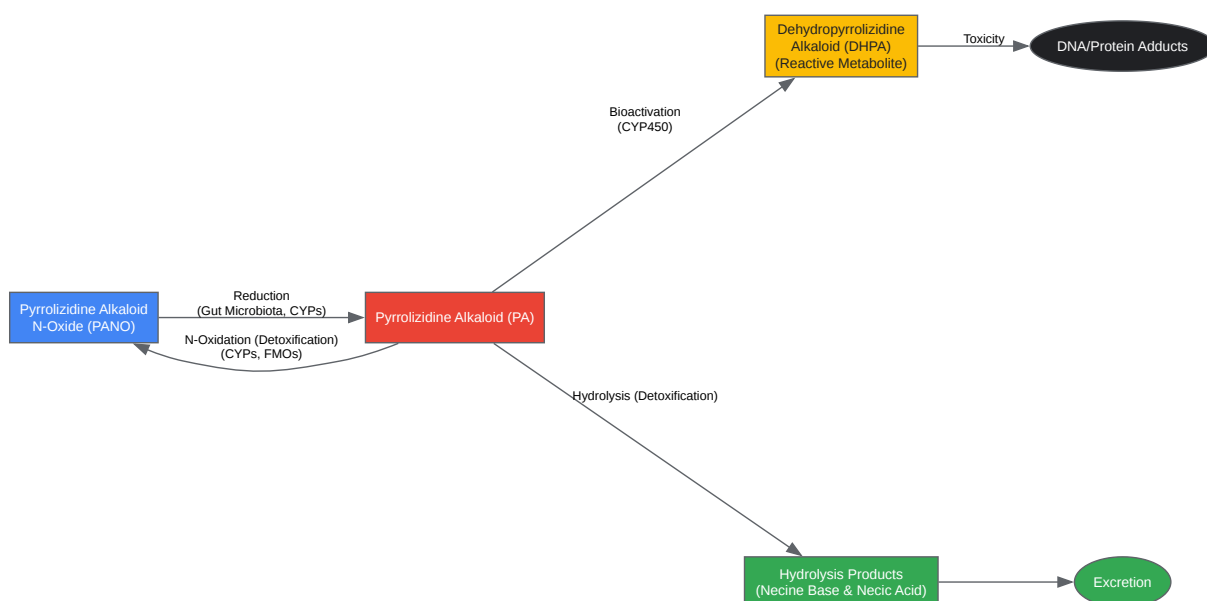 Dehydropyrrolizidine
Alkaloid (DHPA)
(Reactive Metabolite)
Toxicity
DNA/Protein Adducts
Bioactivation
(CYP450)
Pyrrolizidine Alkaloid
N-Oxide (PANO)
Reduction
(Gut Microbiota, CYPs)
Pyrrolizidine Alkaloid (PA)
N-Oxidation (Detoxification)
(CYPs, FMOs)
Hydrolysis (Detoxification)
Hydrolysis Products
(Necine Base & Necic Acid)
Excretion